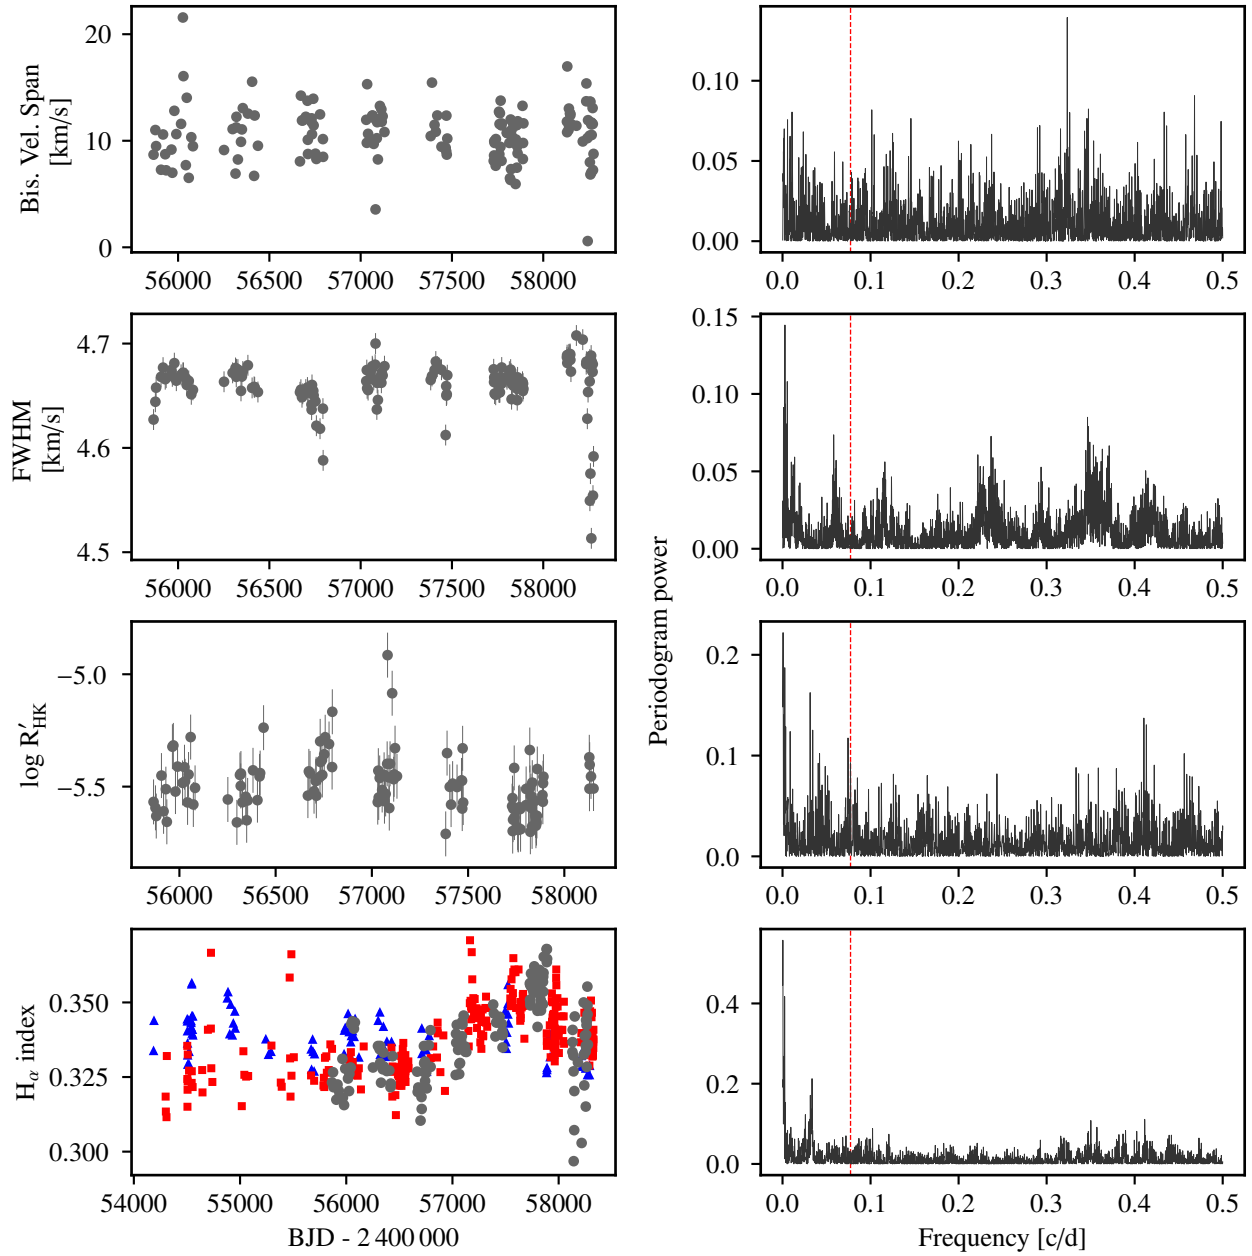 Bis. Vel. Span
[km/s]
20
10
0
56000 56500 57000 57500 58000
0.10
0.05
0.00
0.0 0.1 0.2 0.3 0.4 0.5
FWHM
[km/s]
4.7
4.6
4.5
56000 56500 57000 57500 58000
0.15
0.10
0.05
0.00
0.0 0.1 0.2 0.3 0.4 0.5
Periodogram power
log R′HK
−5.0
−5.5
56000 56500 57000 57500 58000
0.2
0.1
0.0
0.0 0.1 0.2 0.3 0.4 0.5
Hα index
0.350
0.325
0.300
54000 55000 56000 57000 58000
BJD - 2 400 000
0.4
0.2
0.0
0.0 0.1 0.2 0.3 0.4 0.5
Frequency [c/d]